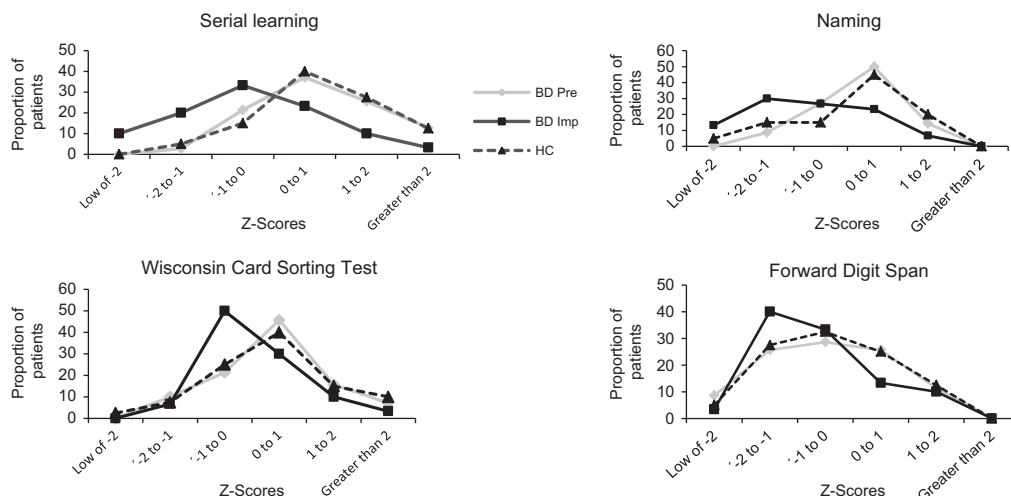 Serial learning
Proportion of
patients
50
40
30
20
10
0
Low of -2
´-2 to -1
´-1 to 0
0 to 1
1 to 2
Greater than 2
Z-Scores
BD Pre
BD Imp
HC
Naming
Proportion of
patients
60
50
40
30
20
10
0
Low of -2
´-2 to -1
´-1 to 0
0 to 1
1 to 2
Greater than 2
Z-Scores
Wisconsin Card Sorting Test
Proportion of
patients
60
50
40
30
20
10
0
Low of -2
´-2 to -1
´-1 to 0
0 to 1
1 to 2
Greater than 2
Z-Scores
Forward Digit Span
Proportion of
patients
50
40
30
20
10
0
Low of -2
´-2 to -1
´-1 to 0
0 to 1
1 to 2
Greater than 2
Z-Scores